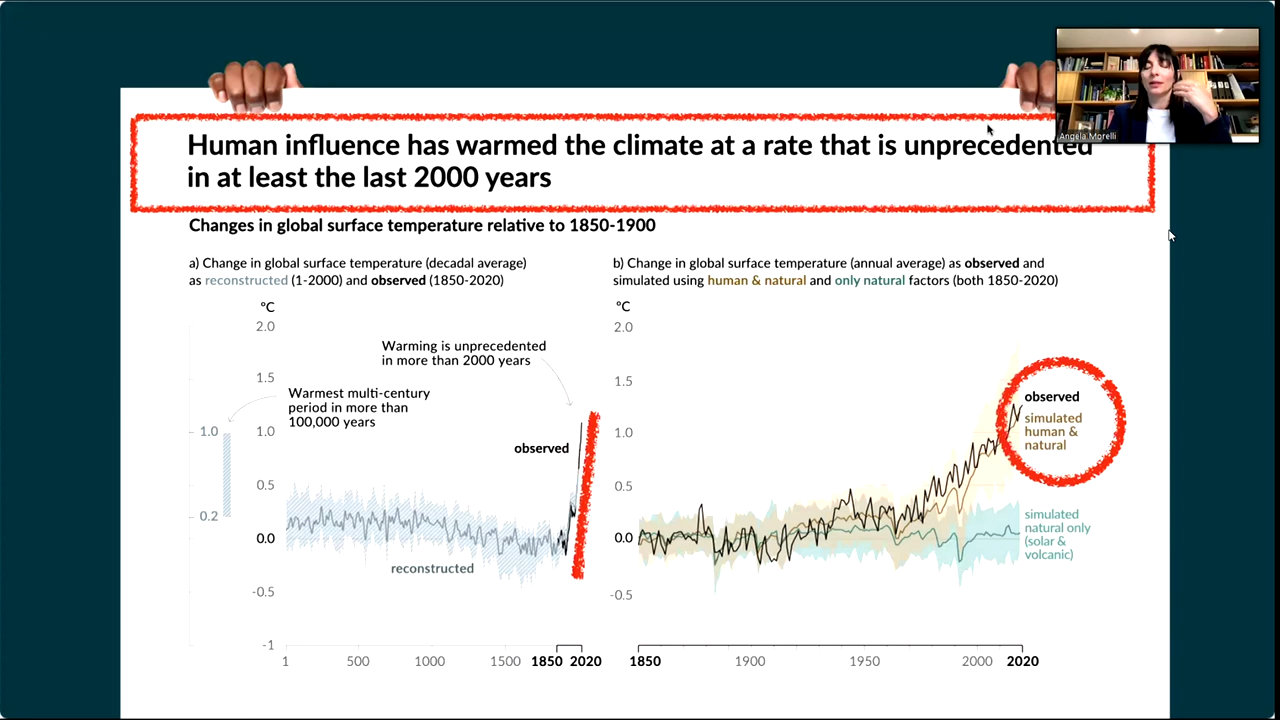 Angela Morelli
Human influence has warmed the climate at a rate that is unprecedented
in at least the last 2000 years
Changes in global surface temperature relative to 1850-1900
a) Change in global surface temperature (decadal average)
as reconstructed (1-2000) and observed (1850-2020)
°C
2.0
1.5
1.0
0.5
0.0
-0.5
-1
1.0
0.2
Warmest multi-century
period in more than
100,000 years
Warming is unprecedented
in more than 2000 years
observed
reconstructed
1 500 1000 1500 1850 2020
b) Change in global surface temperature (annual average) as observed and
simulated using human & natural and only natural factors (both 1850-2020)
°C
2.0
1.5
1.0
0.5
0.0
-0.5
observed
simulated
human &
natural
simulated
natural only
(solar &
volcanic)
1850 1900 1950 2000 2020